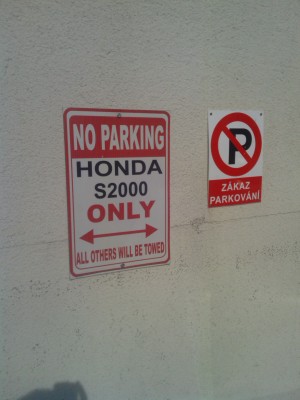 NO PARKING
HONDA
S2000
ONLY
ALL OTHERS WILL BE TOWED
P
ZÁKAZ
PARKOVÁNÍ